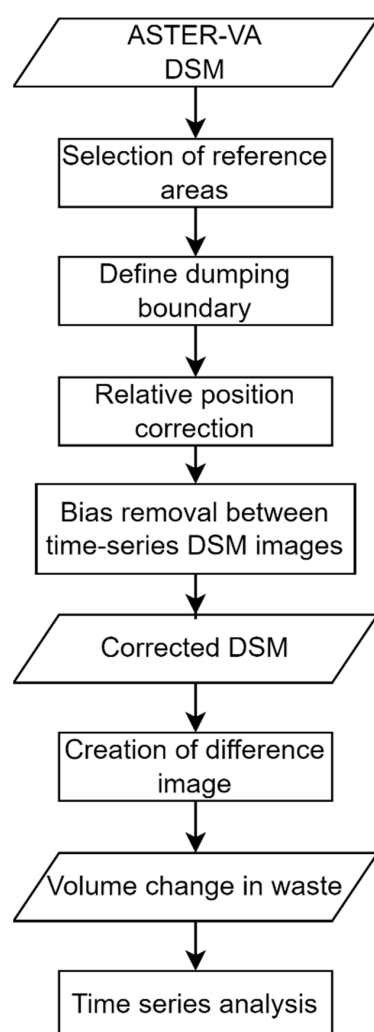 ASTER-VA
DSM
Selection of reference
areas
Define dumping
boundary
Relative position
correction
Bias removal between
time-series DSM images
Corrected DSM
Creation of difference
image
Volume change in waste
Time series analysis